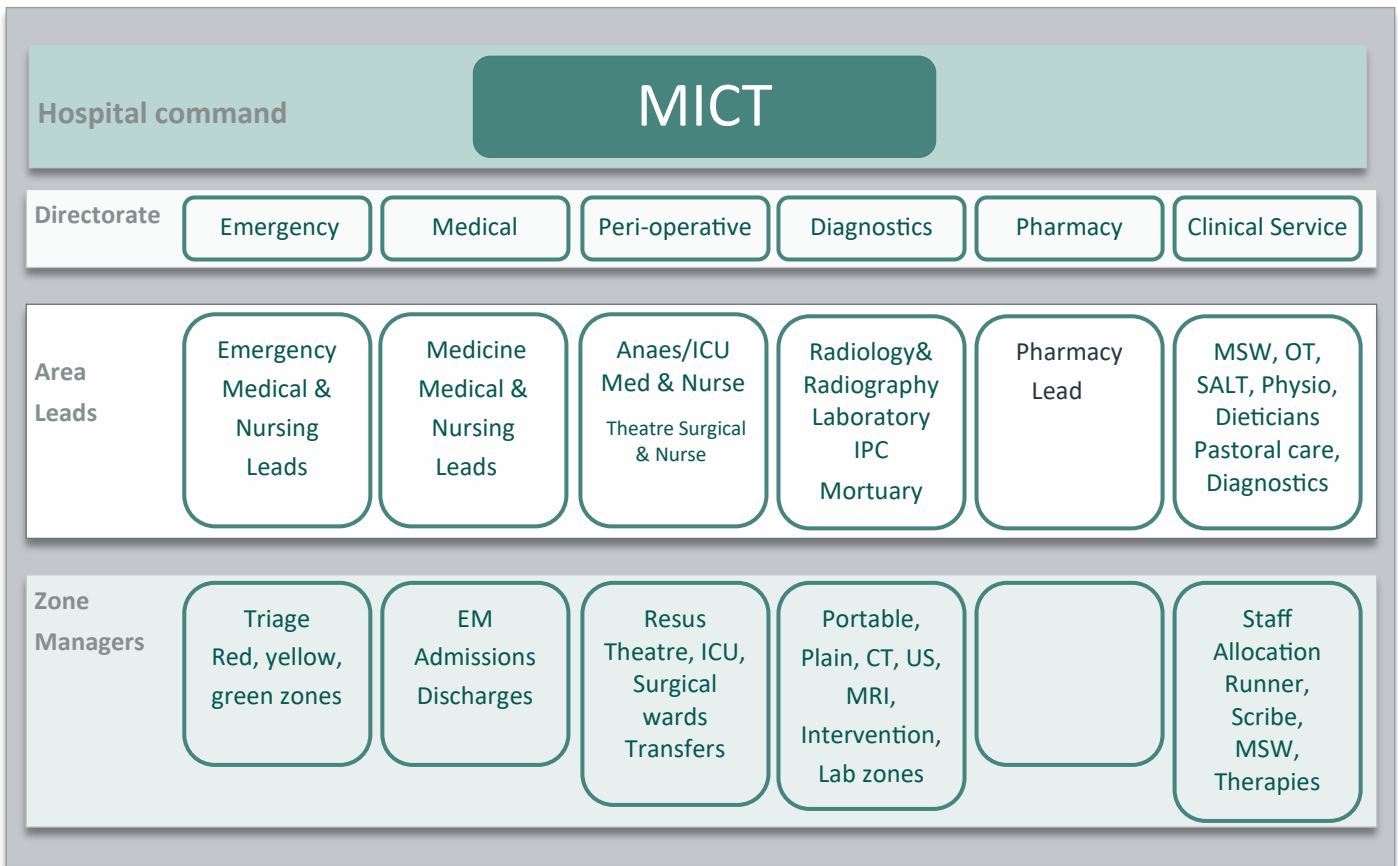 Hospital command
MICT
Directorate
Emergency
Medical
Peri-operative
Diagnostics
Pharmacy
Clinical Service
Area
Leads
Emergency
Medical &
Nursing
Leads
Medicine
Medical &
Nursing
Leads
Anaes/ICU
Med & Nurse
Theatre Surgical
& Nurse
Radiology&
Radiography
Laboratory
IPC
Mortuary
Pharmacy
Lead
MSW, OT,
SALT, Physio,
Dieticians
Pastoral care,
Diagnostics
Zone
Managers
Triage
Red, yellow,
green zones
EM
Admissions
Discharges
Resus
Theatre, ICU,
Surgical
wards
Transfers
Portable,
Plain, CT, US,
MRI,
Intervention,
Lab zones
Staff
Allocation
Runner,
Scribe,
MSW,
Therapies